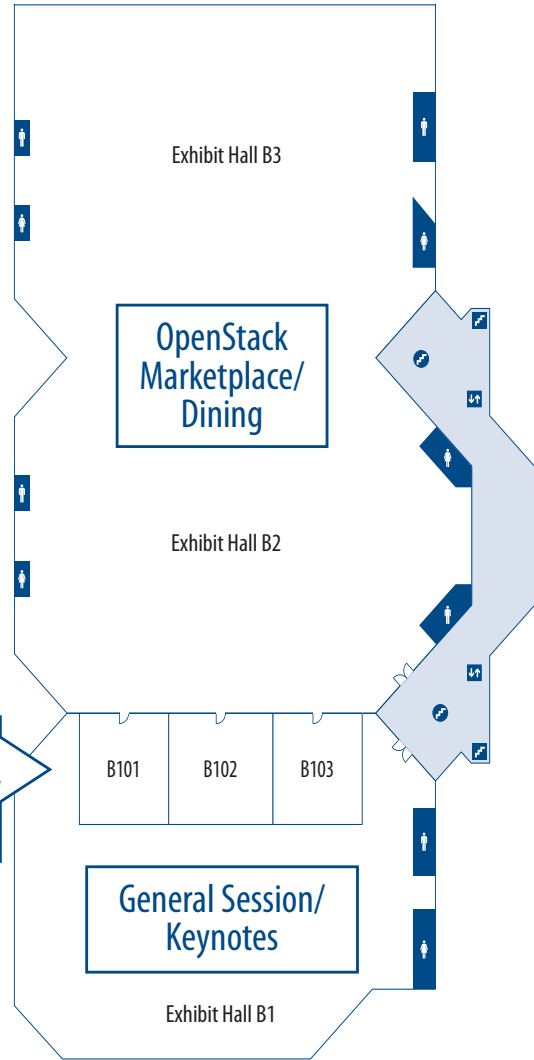 Exhibit Hall B3
OpenStack
Marketplace/
Dining
Exhibit Hall B2
B101
B102
B103
General Session/
Keynotes
Exhibit Hall B1